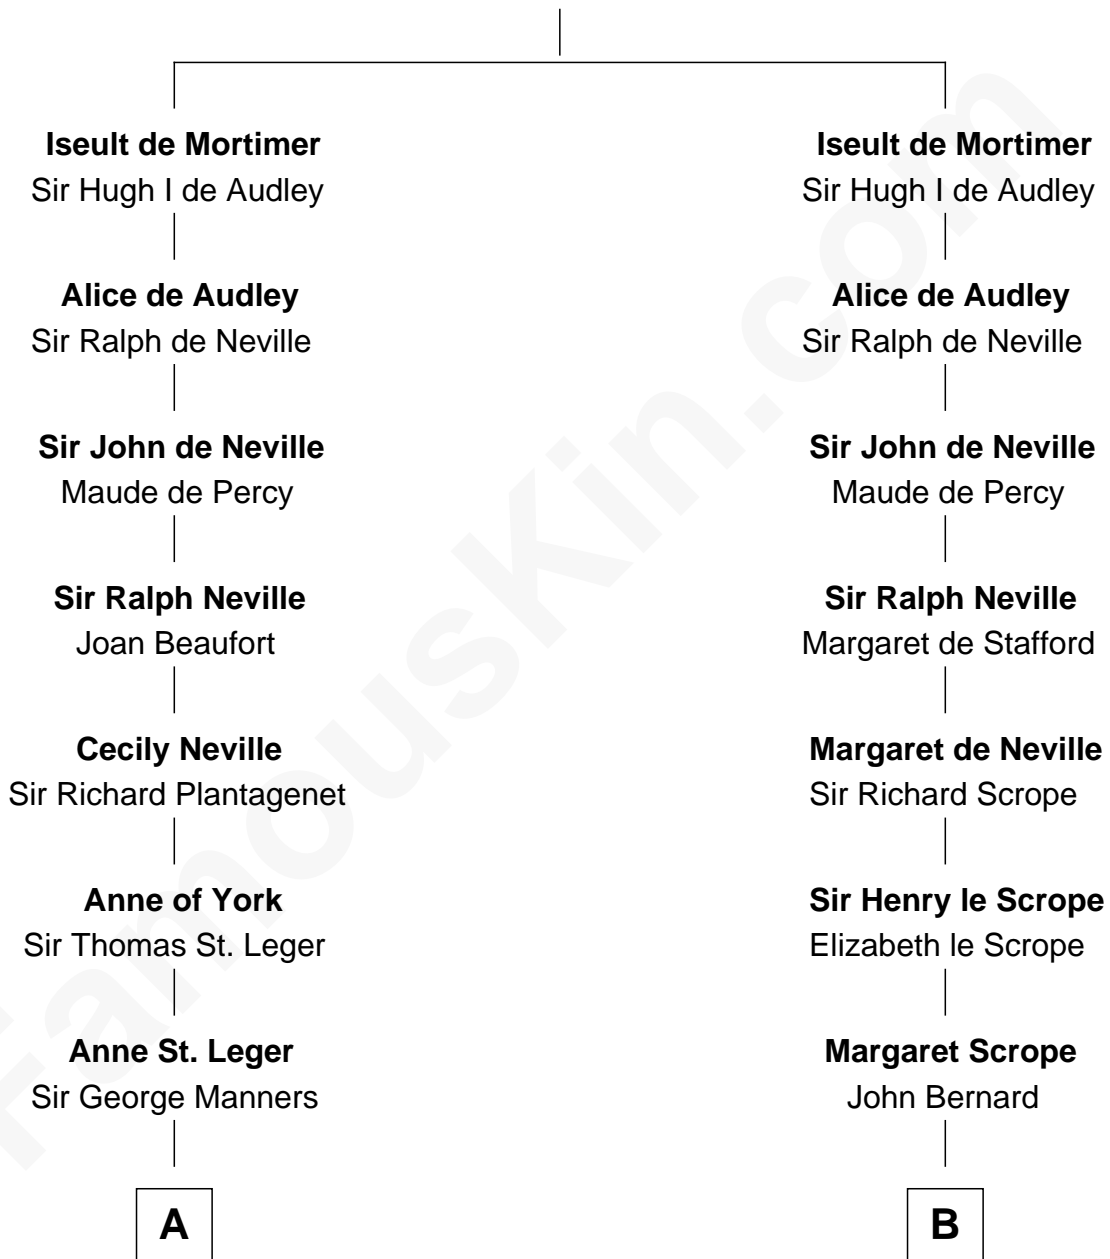 Iseult de Mortimer
Sir Hugh I de Audley
Alice de Audley
Sir Ralph de Neville
Sir John de Neville
Maude de Percy
Sir Ralph Neville
Joan Beaufort
Cecily Neville
Sir Richard Plantagenet
Anne of York
Sir Thomas St. Leger
Anne St. Leger
Sir George Manners
A
Iseult de Mortimer
Sir Hugh I de Audley
Alice de Audley
Sir Ralph de Neville
Sir John de Neville
Maude de Percy
Sir Ralph Neville
Margaret de Stafford
Margaret de Neville
Sir Richard Scrope
Sir Henry le Scrope
Elizabeth le Scrope
Margaret Scrope
John Bernard
B
FamousKin.com